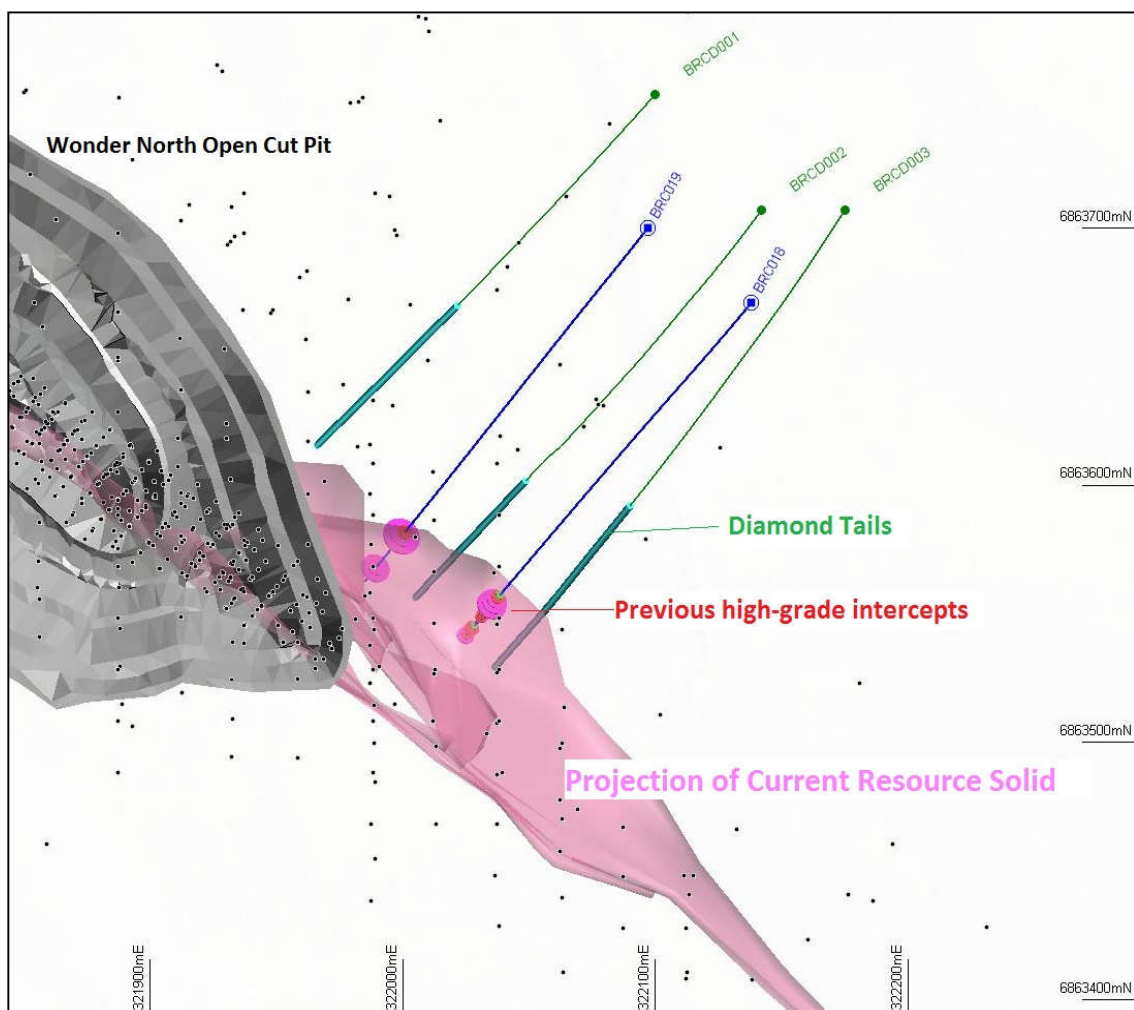 BRCD001
Wonder North Open Cut Pit
BRCD002
BRCD003
BRC019
6863700mN
BRC018
6863600mN
Diamond Tails
Previous high-grade intercepts
6863500mN
Projection of Current Resource Solid
321900mE
322000mE
322100mE
322200mE
6863400mN